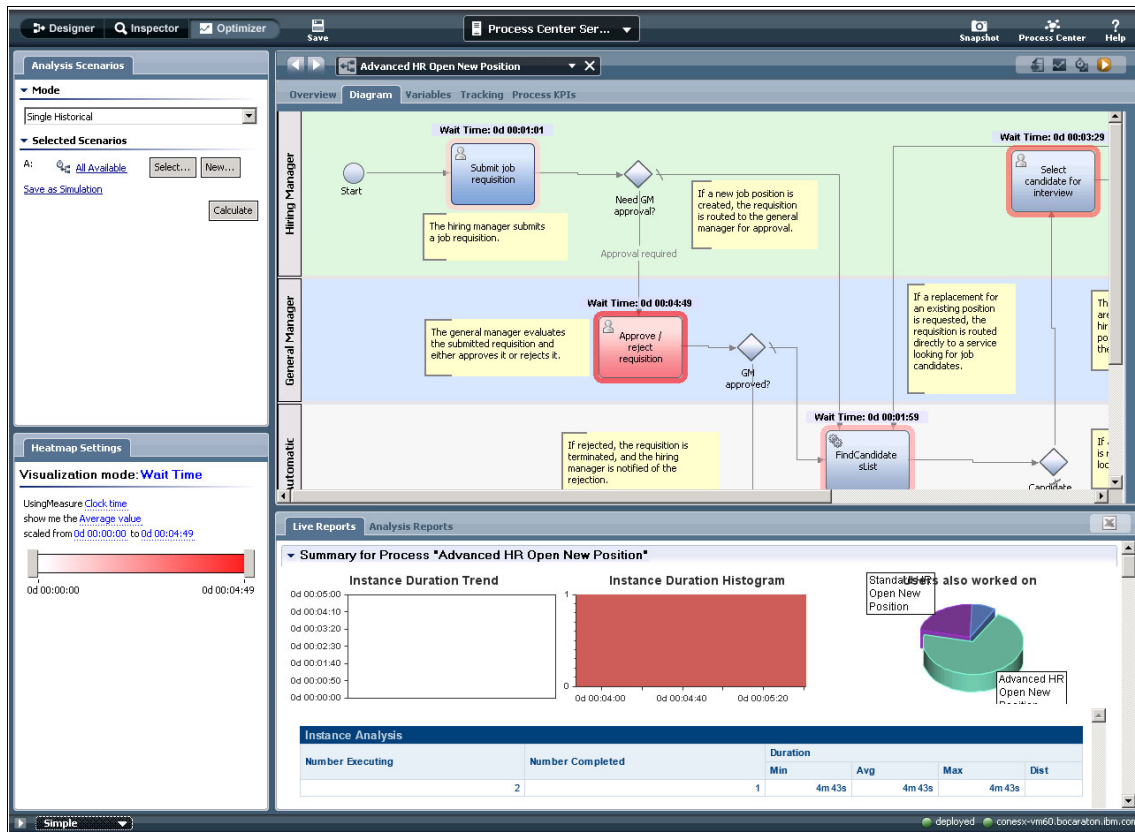 Designer Inspector Optimizer
Save
Process Center Ser...
Snapshot Process Center Help
Analysis Scenarios
Mode
Single Historical
Selected Scenarios
A: All Available Select... New...
Save as Simulation
Calculate
Advanced HR Open New Position
Overview Diagram Variables Tracking Process KPIs
Hiring Manager
Start
Wait Time: 0d 00:01:01
Submit job
requisition
The hiring manager submits
a job requisition.
Need GM
approval?
Approval required
If a new job position is
created, the requisition
is routed to the general
manager for approval.
Wait Time: 0d 00:03:29
Select
candidate for
interview
General Manager
The general manager evaluates
the submitted requisition and
either approves it or rejects it.
Wait Time: 0d 00:04:49
Approve /
reject
requisition
GM
approved?
If a replacement for
an existing position
is requested, the
requisition is routed
directly to a service
looking for job
candidates.
Th
are
hir
po
the
Automatic
If rejected, the requisition is
terminated, and the hiring
manager is notified of the
rejection.
Wait Time: 0d 00:01:59
FindCandidate
sList
Candidate
If
is r
loc
Heatmap Settings
Visualization mode: Wait Time
UsingMeasure Clock time
show me the Average value
scaled from 0d 00:00:00 to 0d 00:04:49
0d 00:00:00 0d 00:04:49
Live Reports Analysis Reports
Summary for Process "Advanced HR Open New Position"
Instance Duration Trend
0d 00:05:00
0d 00:04:10
0d 00:03:20
0d 00:02:30
0d 00:01:40
0d 00:00:50
0d 00:00:00
Instance Duration Histogram
1
0
0d 00:04:00 0d 00:04:40 0d 00:05:20
Users also worked on
Standard HR
Open New
Position
Advanced HR
Open New
Position
Instance Analysis
Number Executing Number Completed Duration
Min Avg Max Dist
2 1 4m 43s 4m 43s 4m 43s
Simple
deployed conesx-vm60.bocaraton.ibm.com